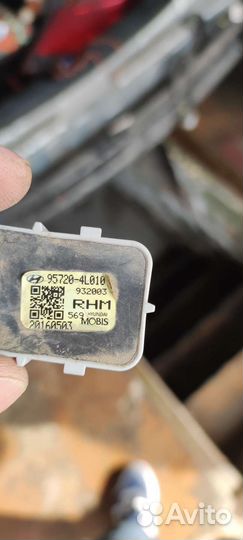 95720-4L010
932003
RHM
569 HYUNDAI
MOBIS
20160503
Avito